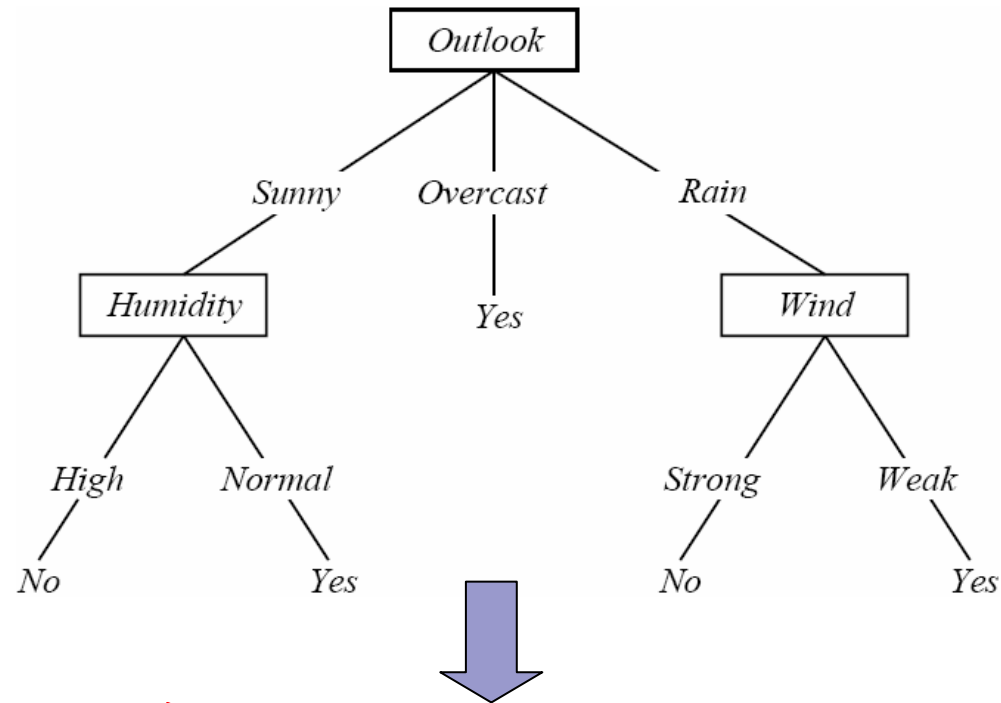 Outlook
Sunny Overcast Rain
Humidity Yes Wind
High Normal Strong Weak
No Yes No Yes